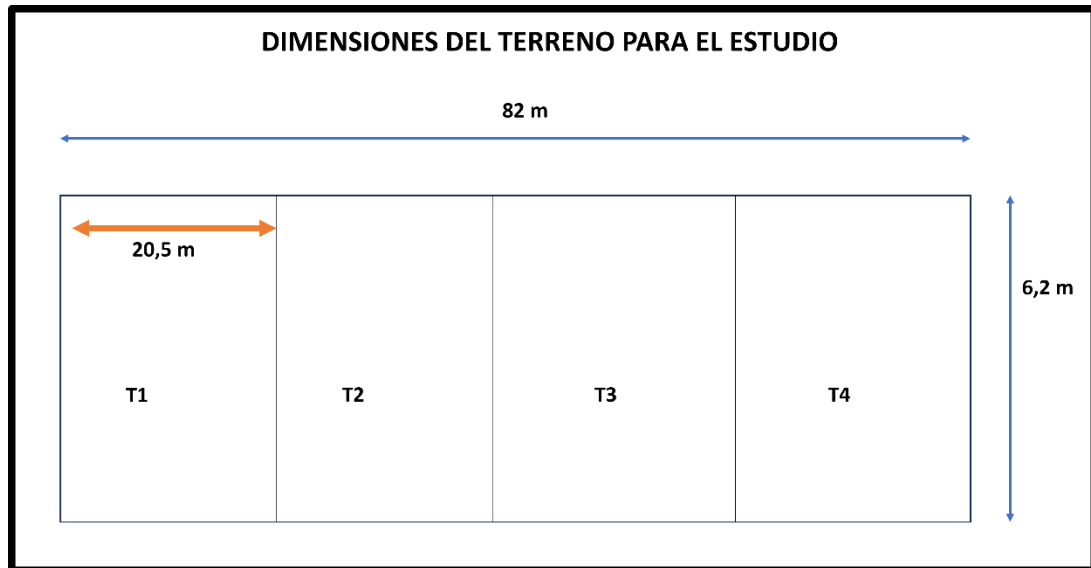 DIMENSIONES DEL TERRENO PARA EL ESTUDIO
82 m
20,5 m
6,2 m
T1
T2
T3
T4